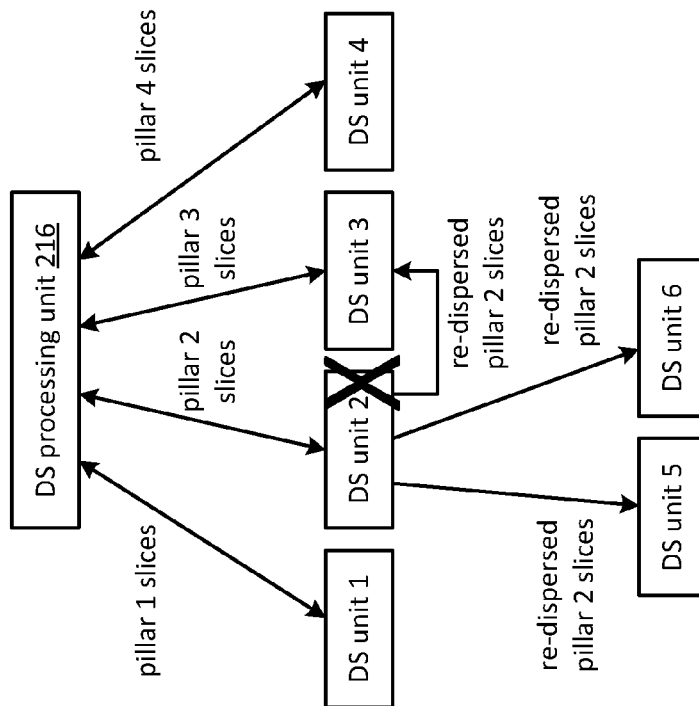 DS processing unit 216
pillar 1 slices
pillar 2
slices
pillar 3
slices
pillar 4 slices
DS unit 1
DS unit 2
DS unit 3
DS unit 4
re-dispersed
pillar 2 slices
re-dispersed
pillar 2 slices
re-dispersed
pillar 2 slices
DS unit 5
DS unit 6